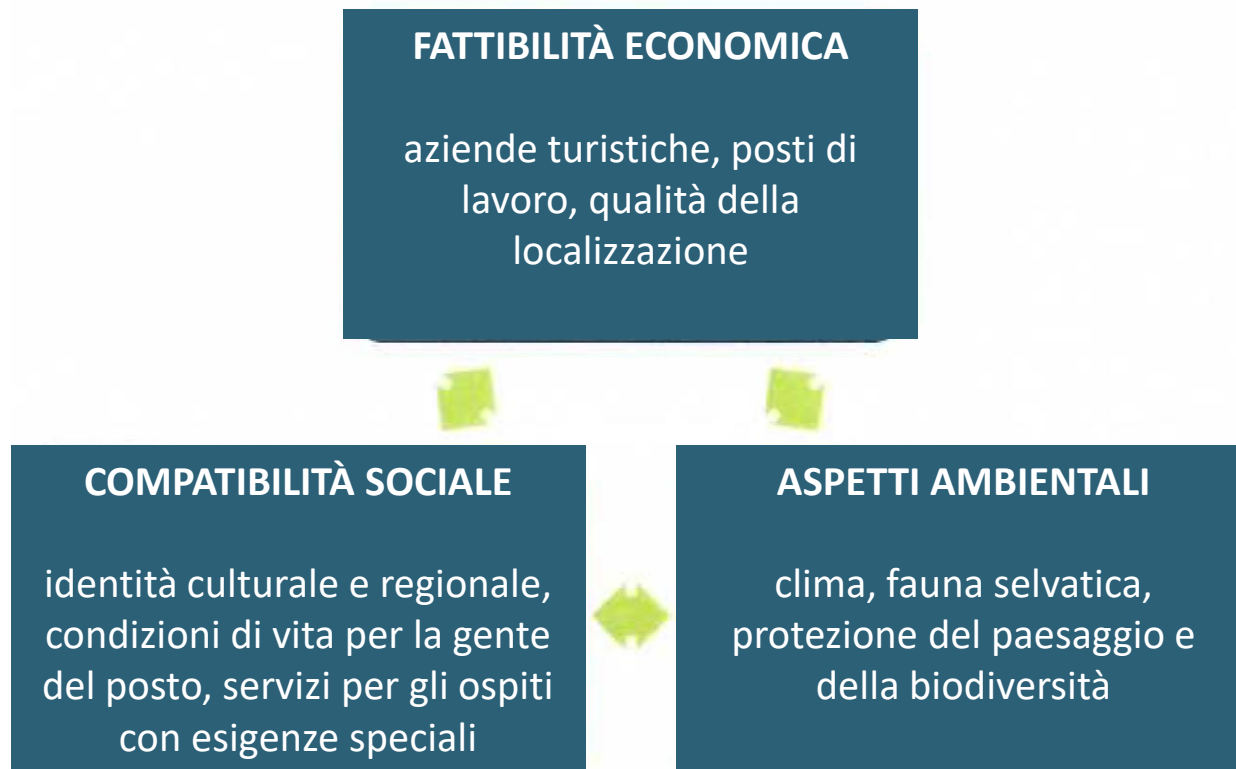 FATTIBILITÀ ECONOMICA
aziende turistiche, posti di
lavoro, qualità della
localizzazione
COMPATIBILITÀ SOCIALE
identità culturale e regionale,
condizioni di vita per la gente
del posto, servizi per gli ospiti
con esigenze speciali
ASPETTI AMBIENTALI
clima, fauna selvatica,
protezione del paesaggio e
della biodiversità